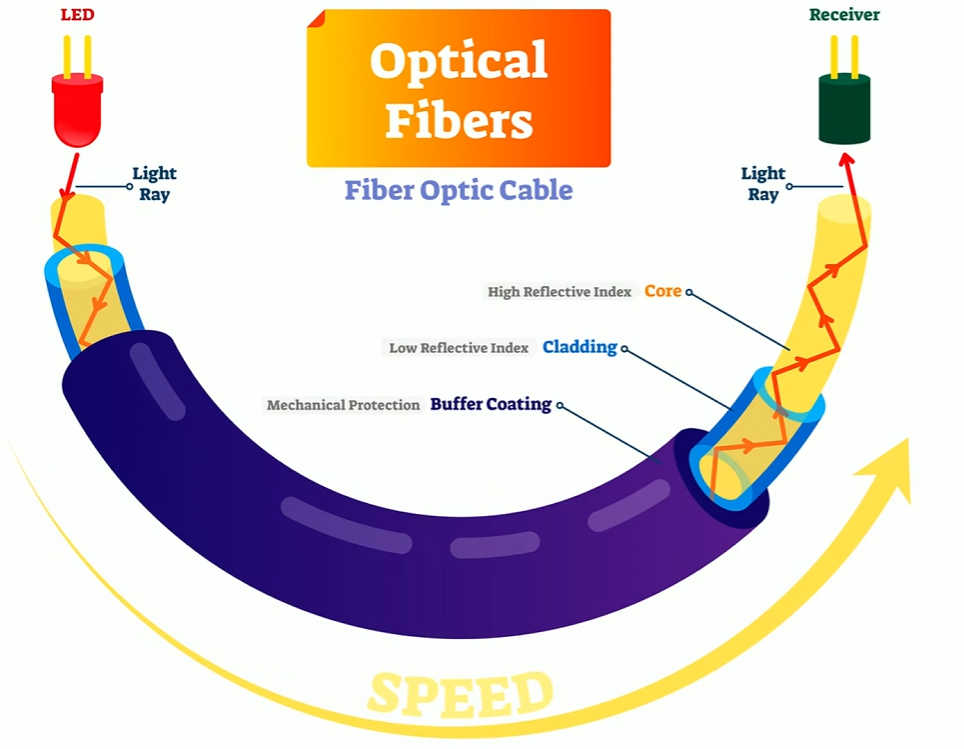 LED
Receiver
Optical
Fibers
Fiber Optic Cable
Light
Ray
Light
Ray
High Reflective Index Core
Low Reflective Index Cladding
Mechanical Protection Buffer Coating
SPEED